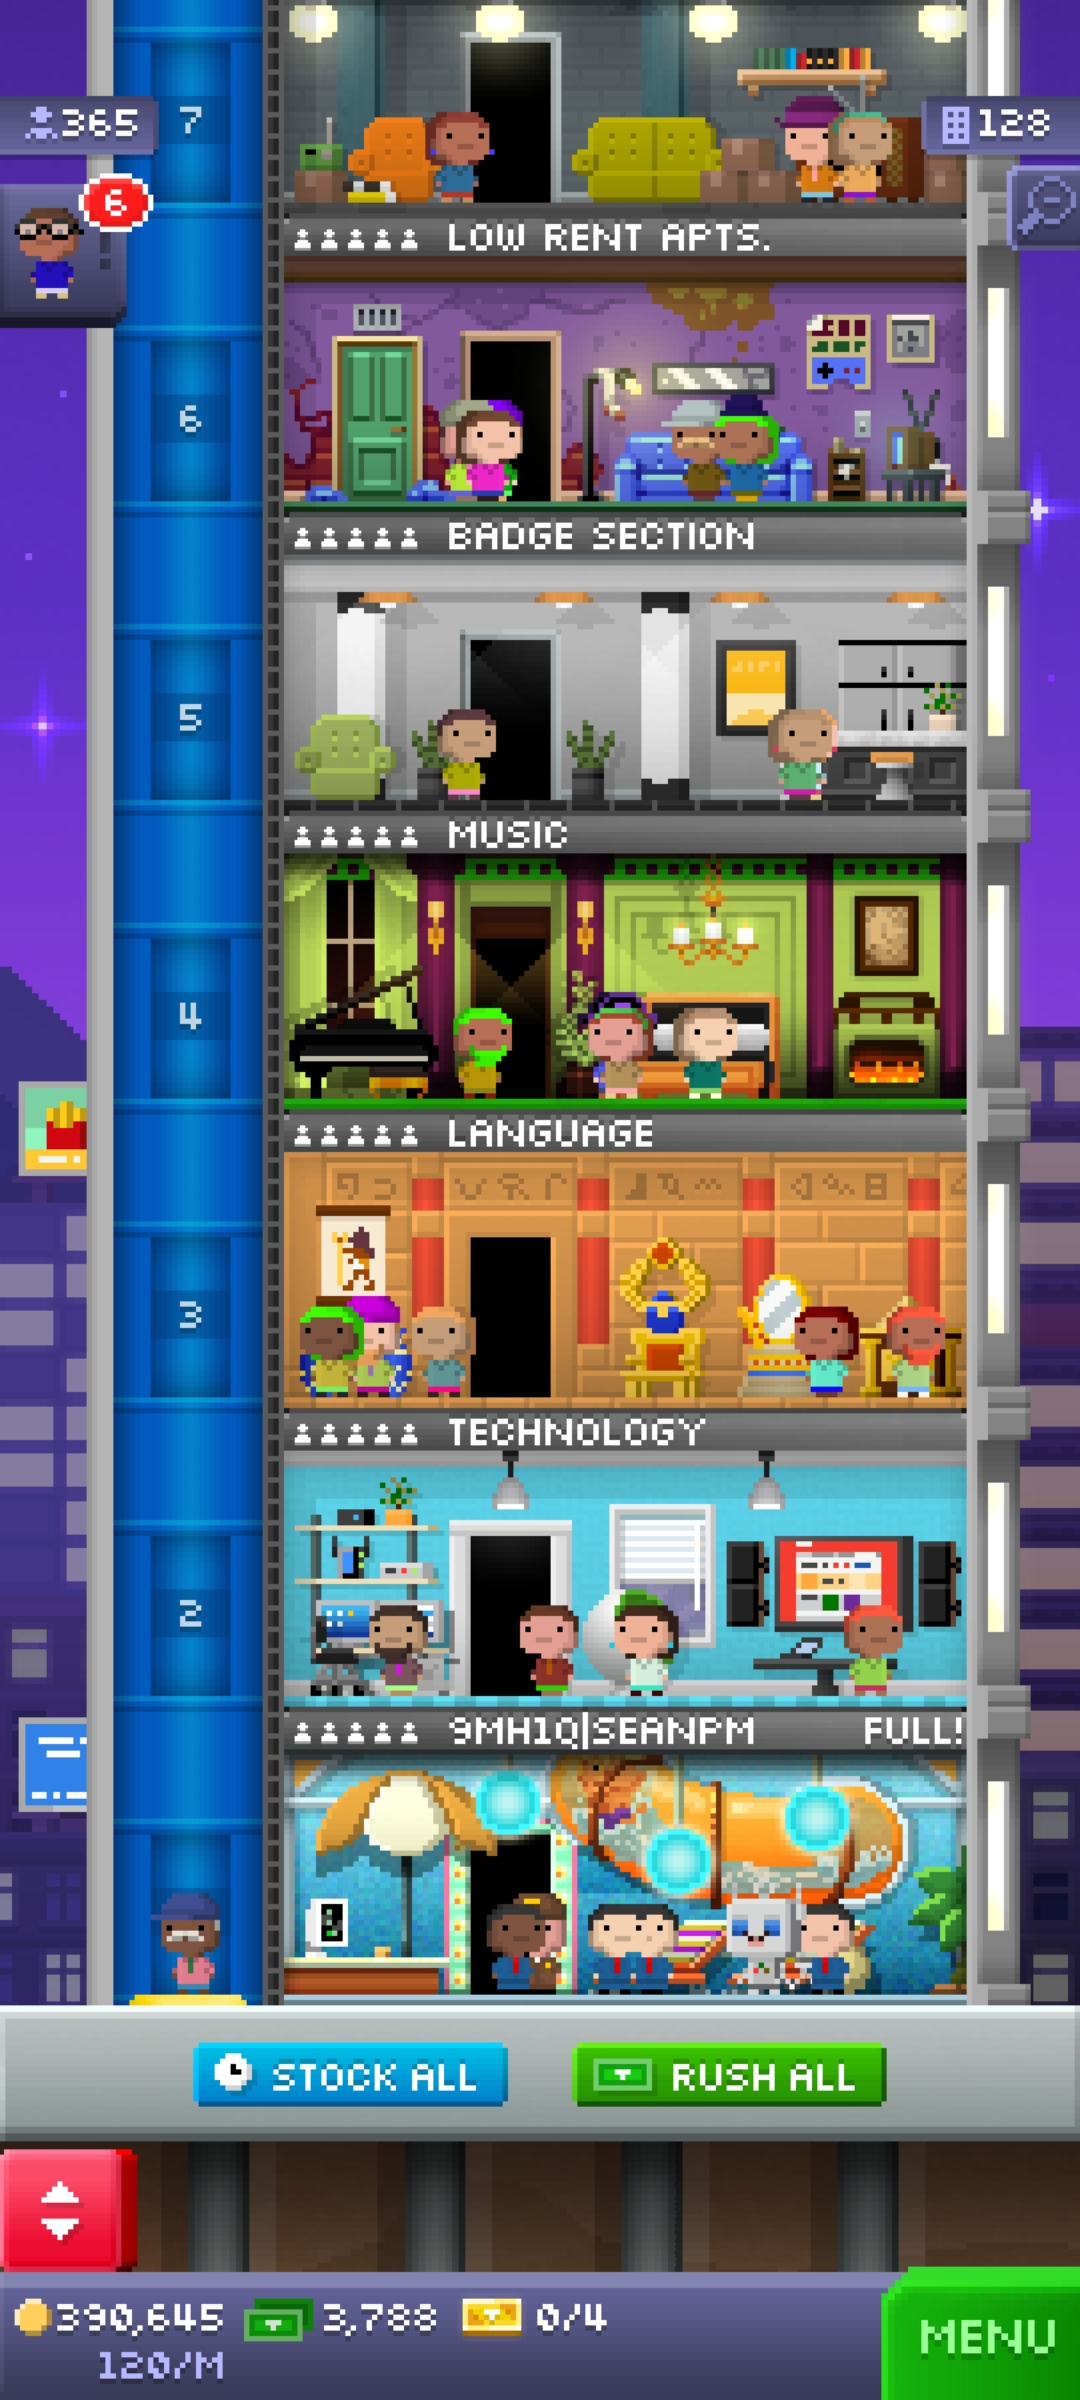 7
365
128
6
LOW RENT APTS.
6
BADGE SECTION
5
MUSIC
4
LANGUAGE
3
TECHNOLOGY
2
9MH1Q|SEANPM FULL!
STOCK ALL
RUSH ALL
390,645 3,788 0/4
120/M
MENU